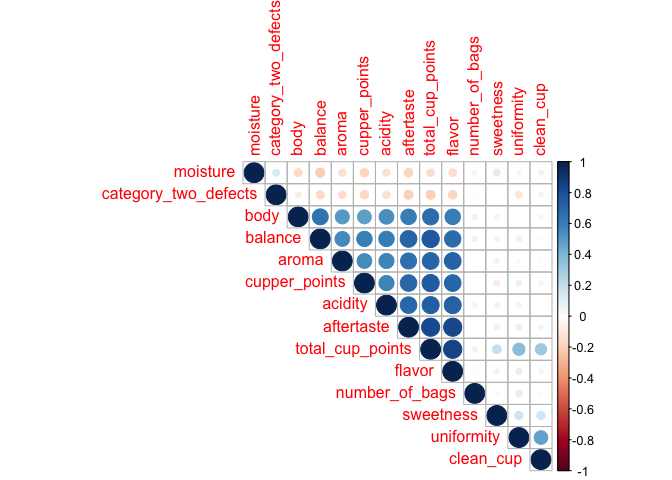 moisture
category_two_defects
body
balance
aroma
cupper_points
acidity
aftertaste
total_cup_points
flavor
number_of_bags
sweetness
uniformity
clean_cup
moisture
category_two_defects
body
balance
aroma
cupper_points
acidity
aftertaste
total_cup_points
flavor
number_of_bags
sweetness
uniformity
clean_cup
1
0.8
0.6
0.4
0.2
0
-0.2
-0.4
-0.6
-0.8
-1